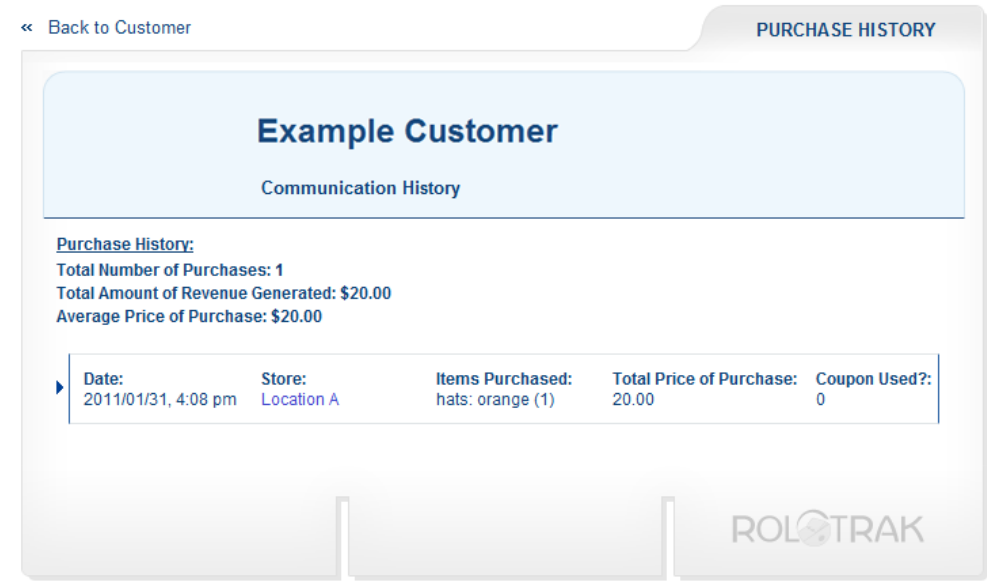 « Back to Customer
PURCHASE HISTORY
Example Customer
Communication History
Purchase History:
Total Number of Purchases: 1
Total Amount of Revenue Generated: $20.00
Average Price of Purchase: $20.00
Date: Store: Items Purchased: Total Price of Purchase: Coupon Used?:
2011/01/31, 4:08 pm Location A hats: orange (1) 20.00 0
ROLOTRAK